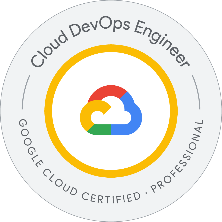 Cloud DevOps Engineer
GOOGLE CLOUD CERTIFIED · PROFESSIONAL